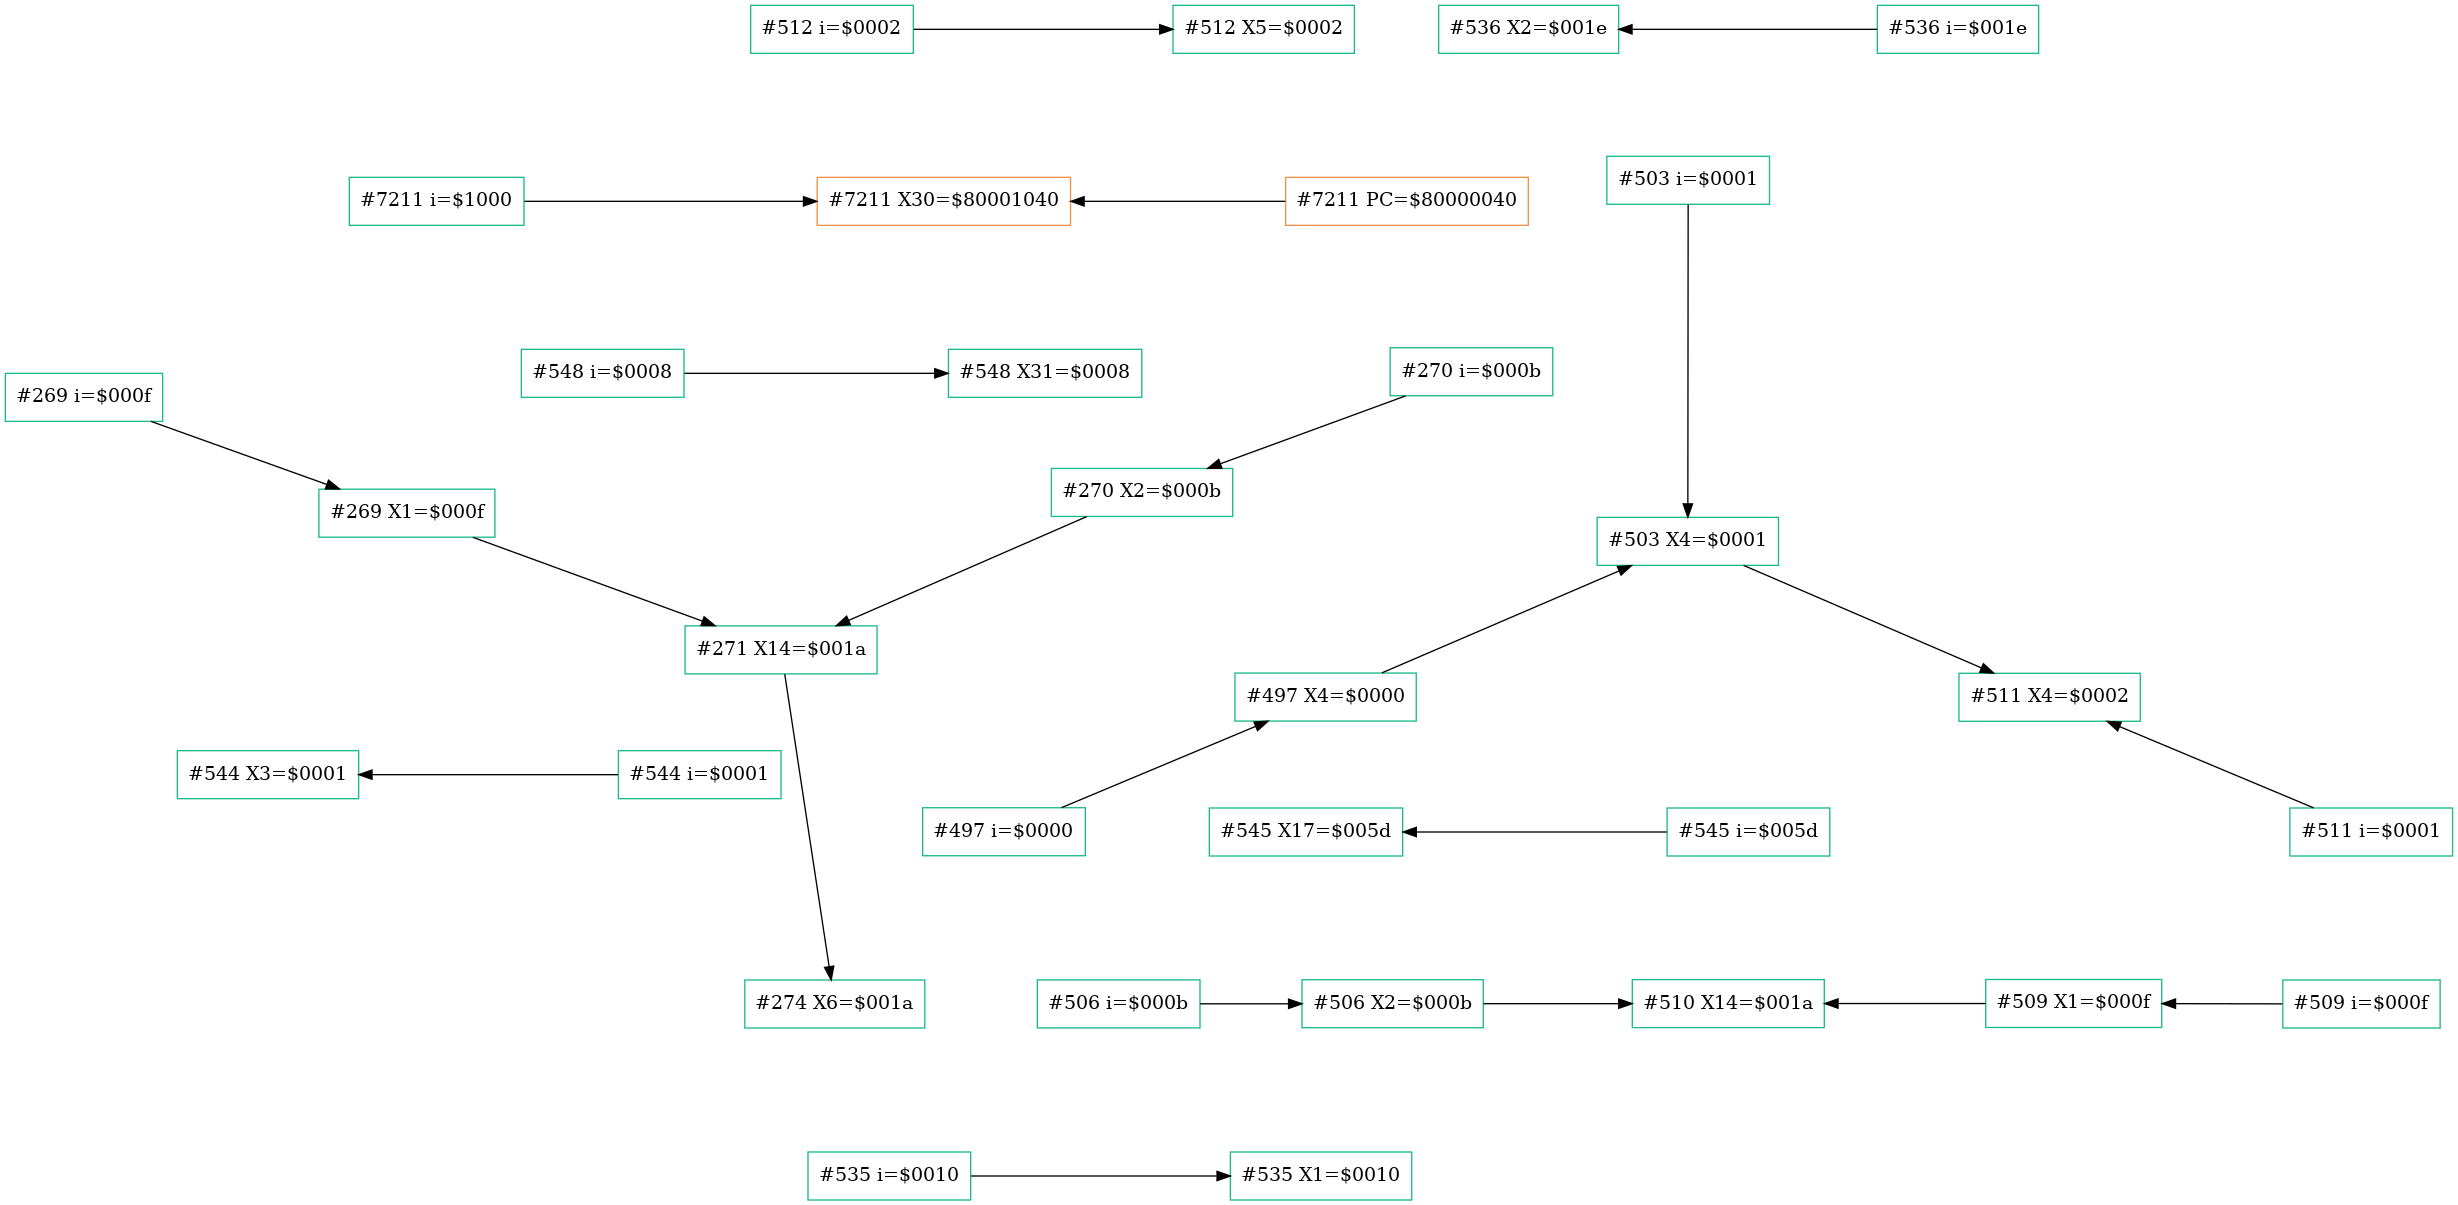 #512 i=$0002
#512 X5=$0002
#536 X2=$001e
#536 i=$001e
#503 i=$0001
#7211 i=$1000
#7211 X30=$80001040
#7211 PC=$80000040
#548 i=$0008
#548 X31=$0008
#270 i=$000b
#269 i=$000f
#270 X2=$000b
#269 X1=$000f
#503 X4=$0001
#271 X14=$001a
#497 X4=$0000
#511 X4=$0002
#544 X3=$0001
#544 i=$0001
#497 i=$0000
#545 X17=$005d
#545 i=$005d
#511 i=$0001
#274 X6=$001a
#506 i=$000b
#506 X2=$000b
#510 X14=$001a
#509 X1=$000f
#509 i=$000f
#535 i=$0010
#535 X1=$0010